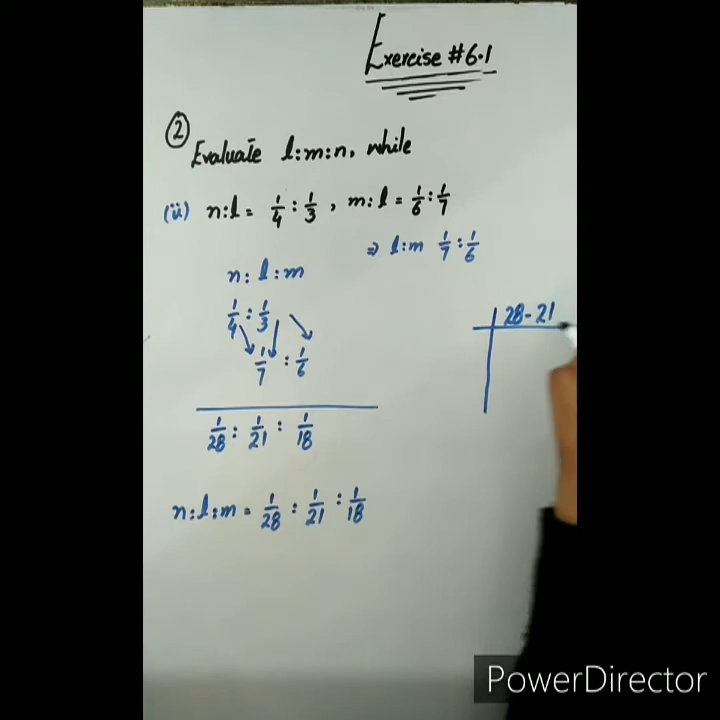 Exercise #6.1
② Evaluate l:m:n, while
(ii) n:l = 1/4 : 1/3 , m:l = 1/6 : 1/7
⇒ l:m 1/7 : 1/6
n: l : m
1/4 : 1/3
1/7 : 1/6
28 - 21
1/28 : 1/21 : 1/18
n:l:m = 1/28 : 1/21 : 1/18
PowerDirector